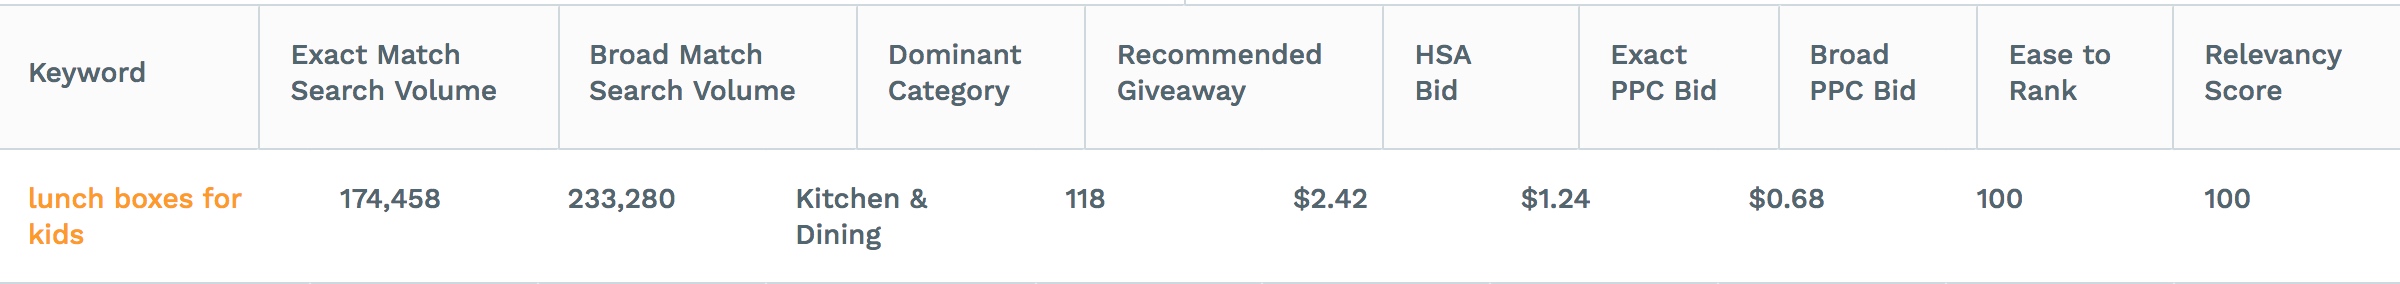 Keyword
Exact Match
Search Volume
Broad Match
Search Volume
Dominant
Category
Recommended
Giveaway
HSA
Bid
Exact
PPC Bid
Broad
PPC Bid
Ease to
Rank
Relevancy
Score
lunch boxes for
kids
174,458
233,280
Kitchen &
Dining
118
$2.42
$1.24
$0.68
100
100